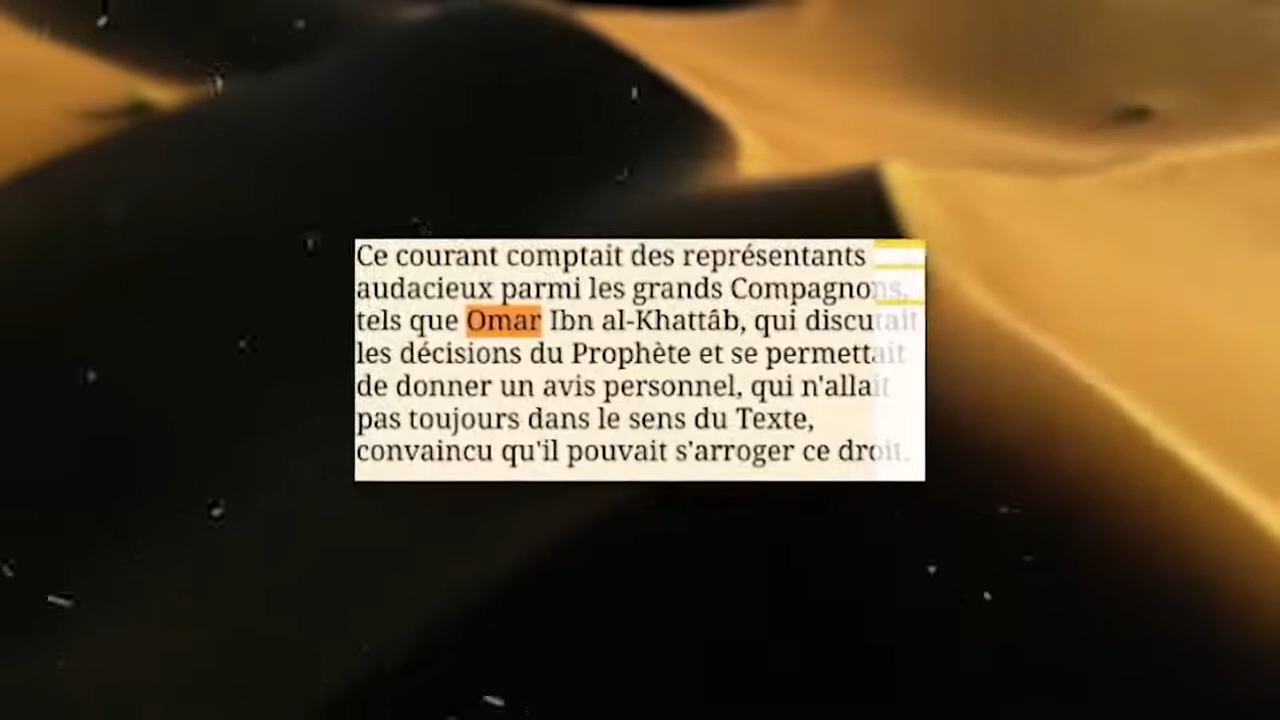 Ce courant comptait des représentants
audacieux parmi les grands Compagnons,
tels que Omar Ibn al-Khattâb, qui discutait
les décisions du Prophète et se permettait
de donner un avis personnel, qui n'allait
pas toujours dans le sens du Texte,
convaincu qu'il pouvait s'arroger ce droit.